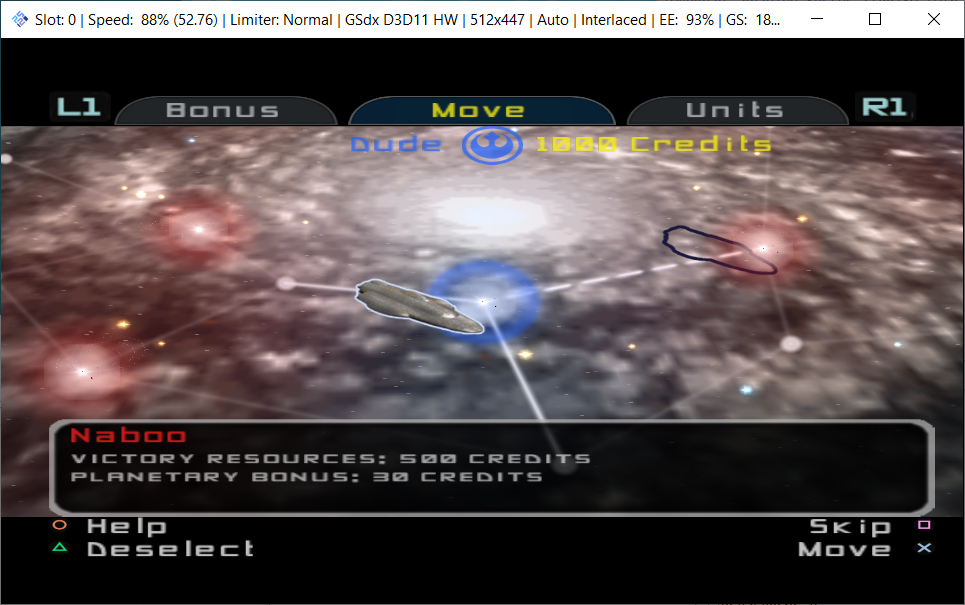 Slot: 0 | Speed:  88% (52.76) | Limiter: Normal | GSdx D3D11 HW | 512x447 | Auto | Interlaced | EE:  93% | GS:  18...
L1 Bonus Move Units R1
Dude 1000 Credits
Naboo
VICTORY RESOURCES: 500 CREDITS
PLANETARY BONUS: 30 CREDITS
Help Skip
Deselect Move